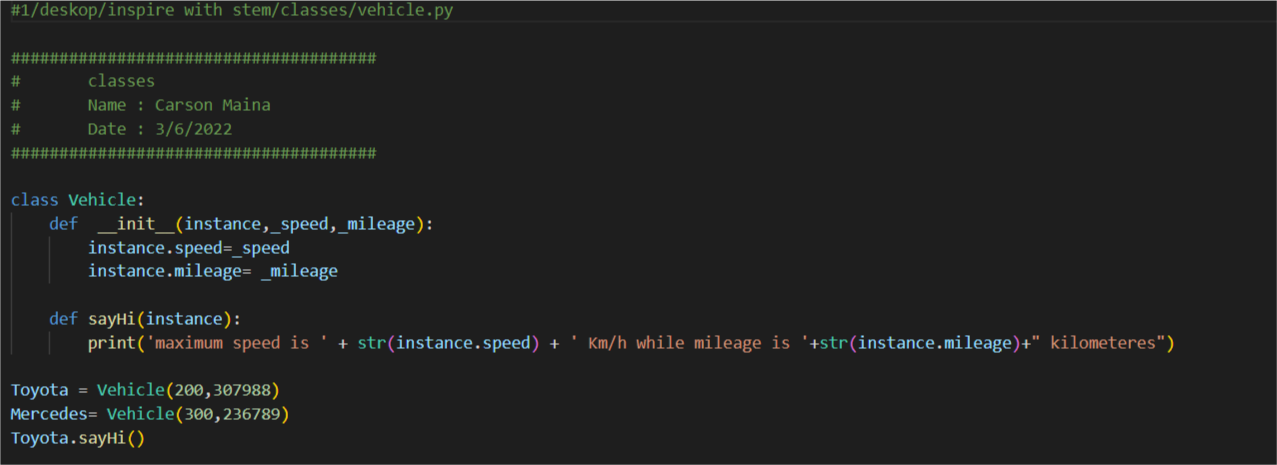 #1/deskop/inspire with stem/classes/vehicle.py
######################################
#       classes
#       Name : Carson Maina
#       Date : 3/6/2022
######################################
class Vehicle:
    def  __init__(instance,_speed,_mileage):
        instance.speed=_speed
        instance.mileage= _mileage
    def sayHi(instance):
        print('maximum speed is ' + str(instance.speed) + ' Km/h while mileage is '+str(instance.mileage)+" kilometeres")
Toyota = Vehicle(200,307988)
Mercedes= Vehicle(300,236789)
Toyota.sayHi()